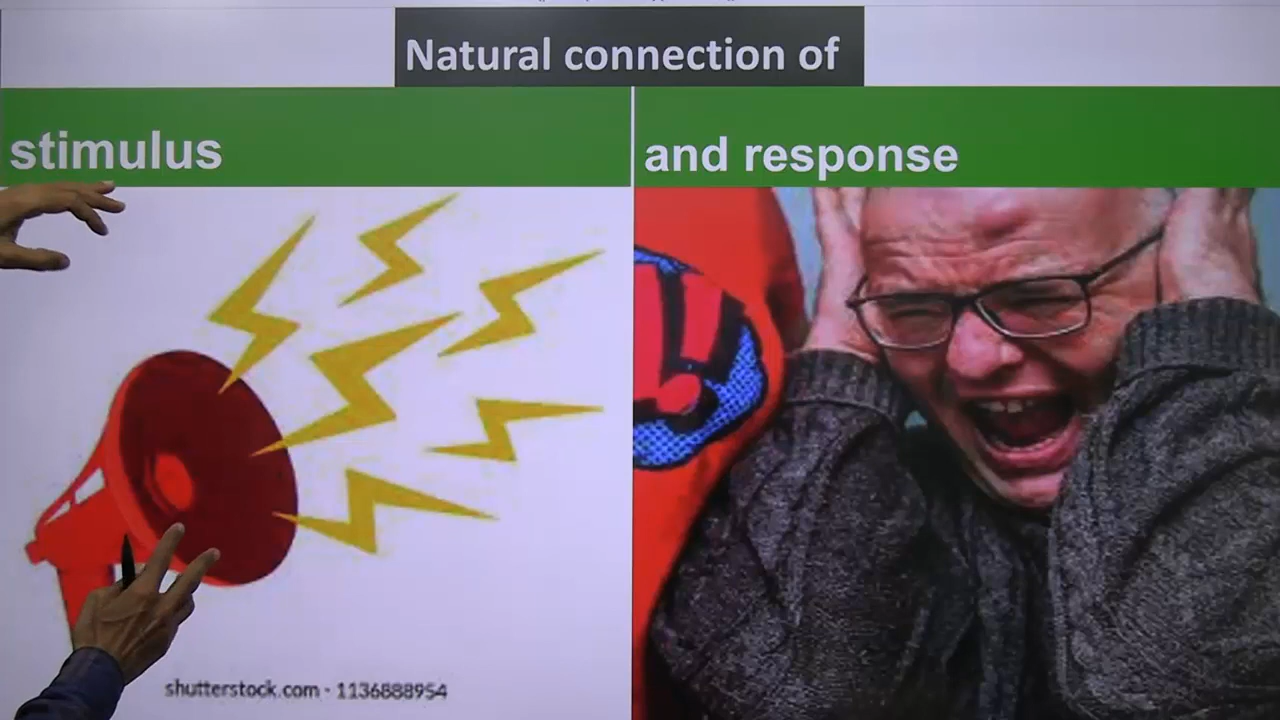 Natural connection of
stimulus
and response
shutterstock.com · 1136888954